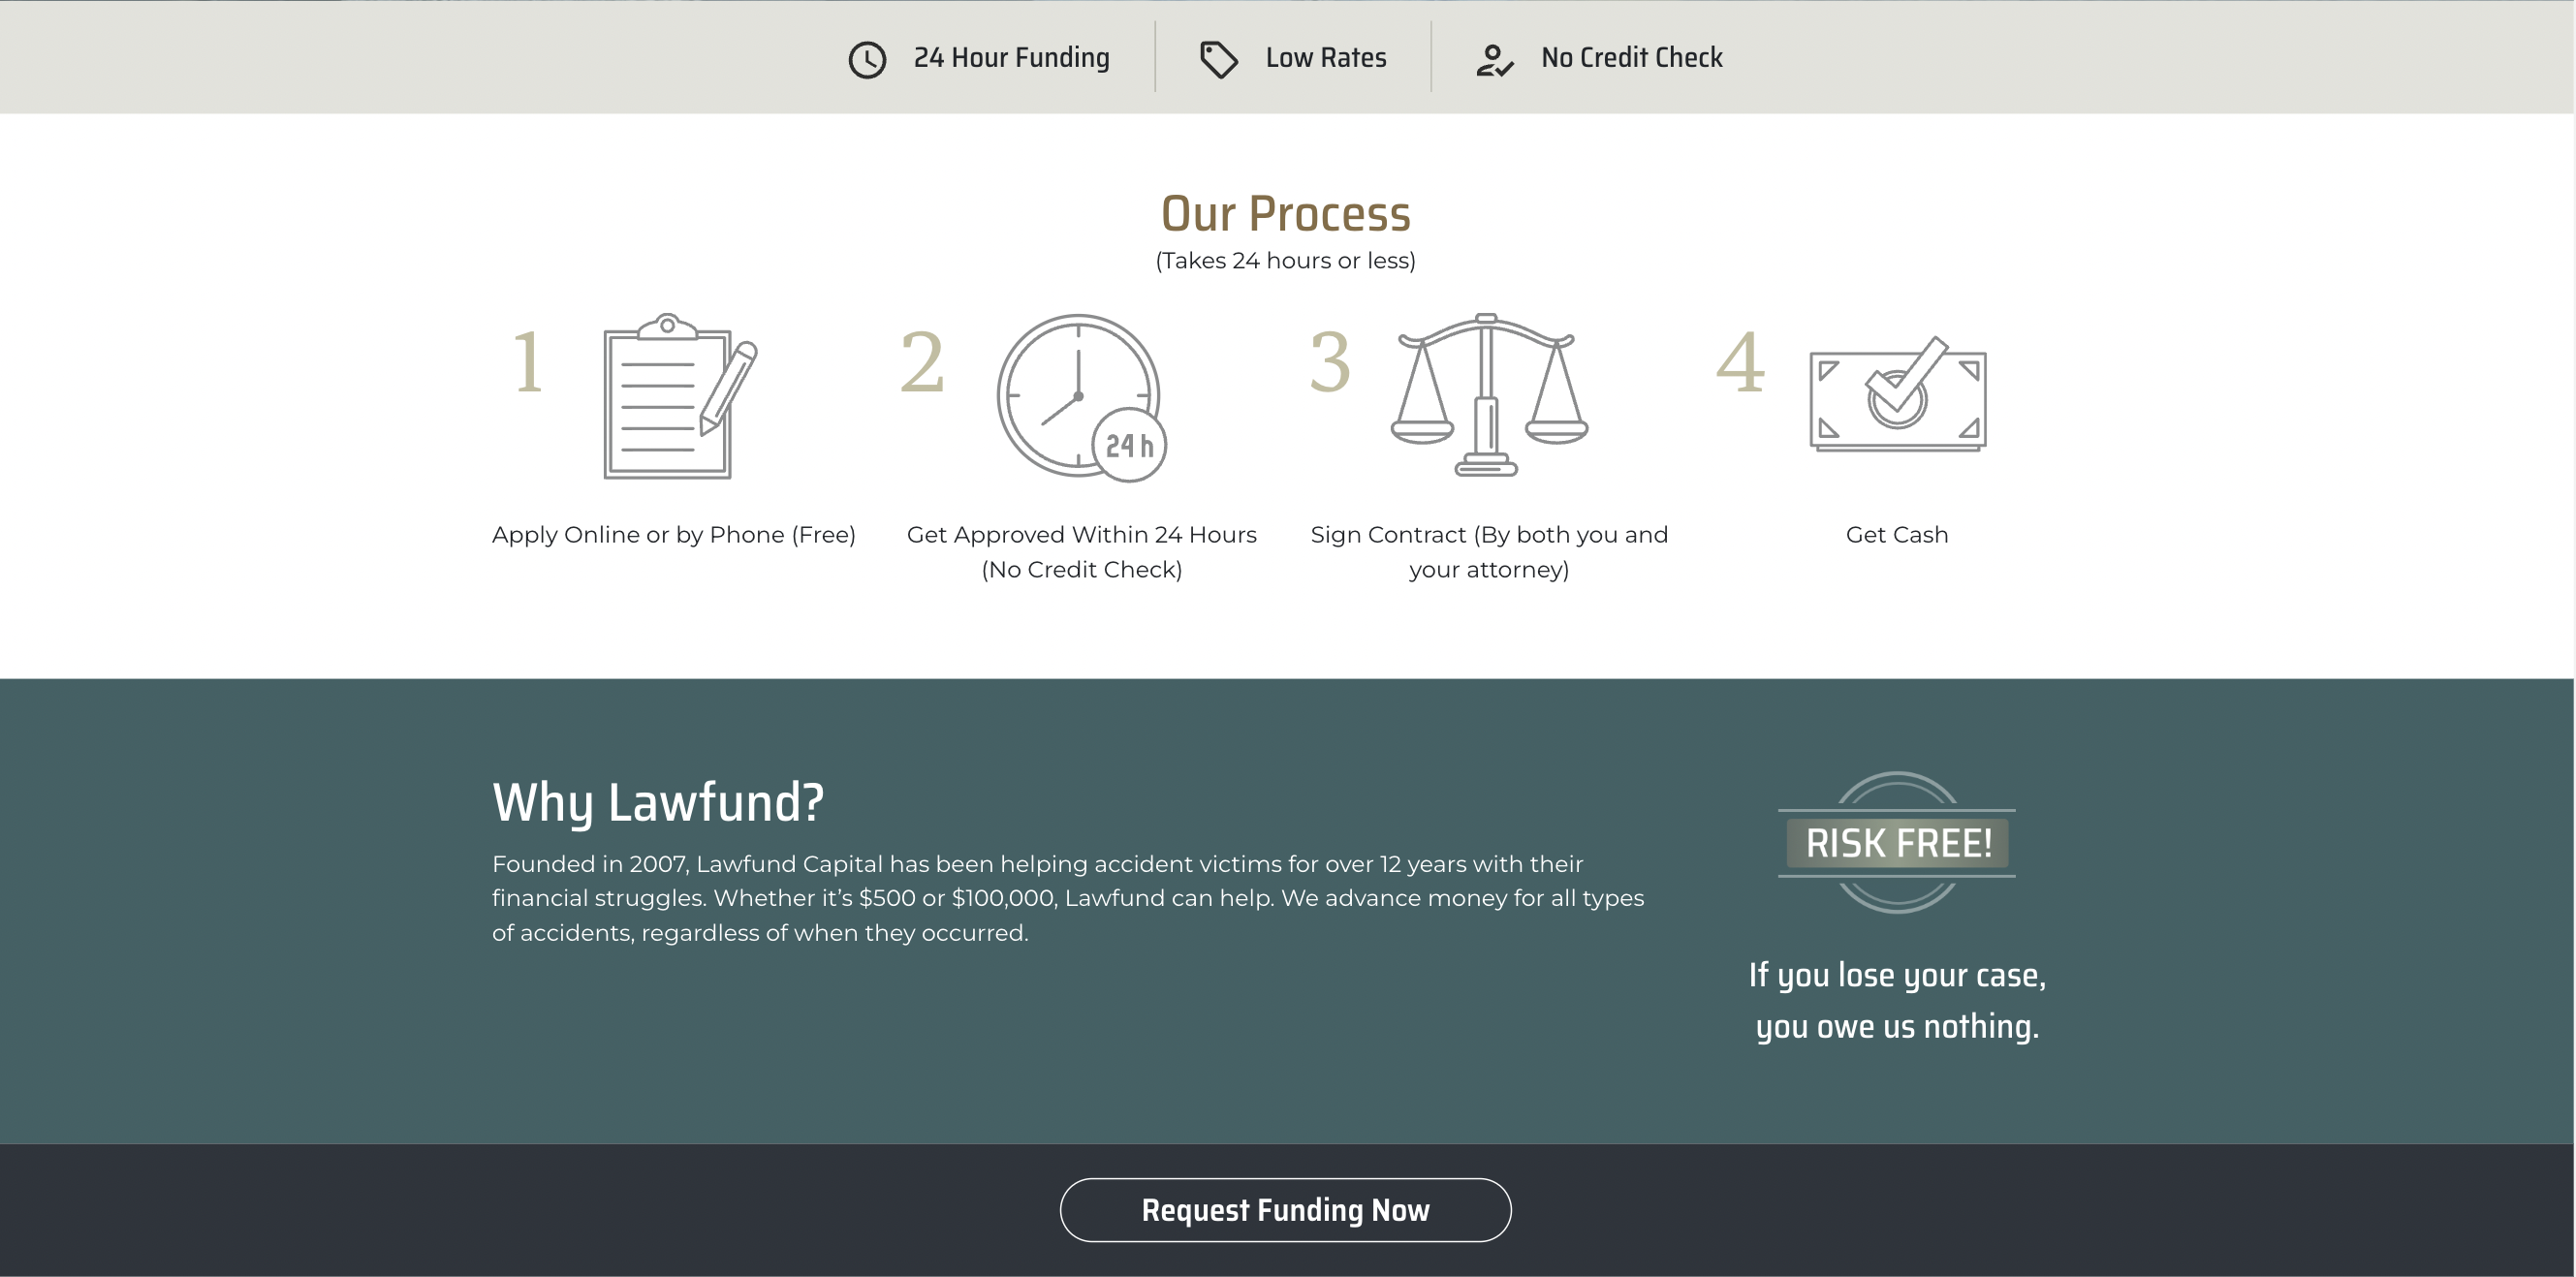 24 Hour Funding
Low Rates
No Credit Check
Our Process
(Takes 24 hours or less)
1
24 h
2
3
4
Apply Online or by Phone (Free)
Get Approved Within 24 Hours
(No Credit Check)
Sign Contract (By both you and
your attorney)
Get Cash
Why Lawfund?
Founded in 2007, Lawfund Capital has been helping accident victims for over 12 years with their
financial struggles. Whether it’s $500 or $100,000, Lawfund can help. We advance money for all types
of accidents, regardless of when they occurred.
RISK FREE!
If you lose your case,
you owe us nothing.
Request Funding Now